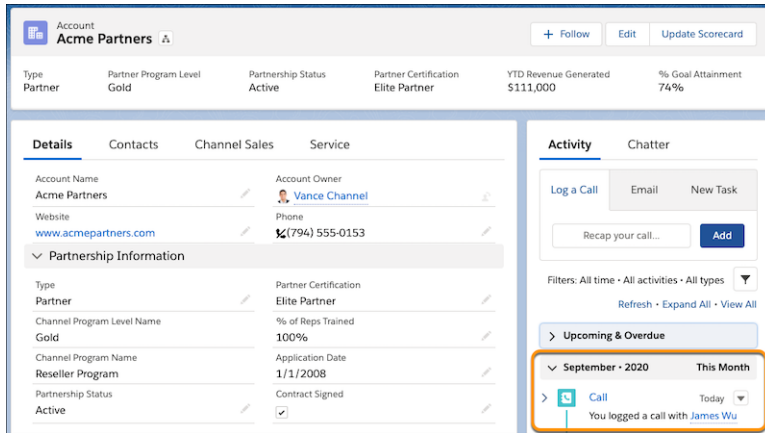 Account
Acme Partners
+ Follow
Edit
Update Scorecard
Type
Partner Program Level
Partnership Status
Partner Certification
YTD Revenue Generated
% Goal Attainment
Partner
Gold
Active
Elite Partner
$111,000
74%
Details
Contacts
Channel Sales
Service
Account Name
Account Owner
Acme Partners
Vance Channel
Website
Phone
www.acmepartners.com
(794) 555-0153
Partnership Information
Type
Partner Certification
Partner
Elite Partner
Channel Program Level Name
% of Reps Trained
Gold
100%
Channel Program Name
Application Date
Reseller Program
1/1/2008
Partnership Status
Contract Signed
Active
Activity
Chatter
Log a Call
Email
New Task
Recap your call...
Add
Filters: All time • All activities • All types
Refresh • Expand All • View All
Upcoming & Overdue
September • 2020
This Month
Call
Today
You logged a call with James Wu